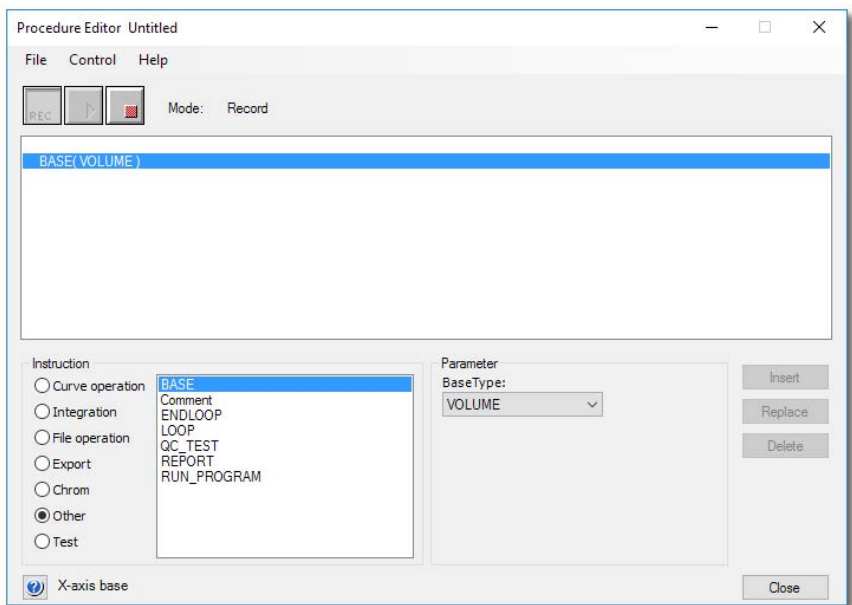 Procedure Editor Untitled
File Control Help
REC Mode: Record
BASE( VOLUME )
Instruction
Curve operation
Integration
File operation
Export
Chrom
Other
Test
BASE
Comment
ENDLOOP
LOOP
QC_TEST
REPORT
RUN_PROGRAM
Parameter
BaseType:
VOLUME
Insert
Replace
Delete
X-axis base
Close